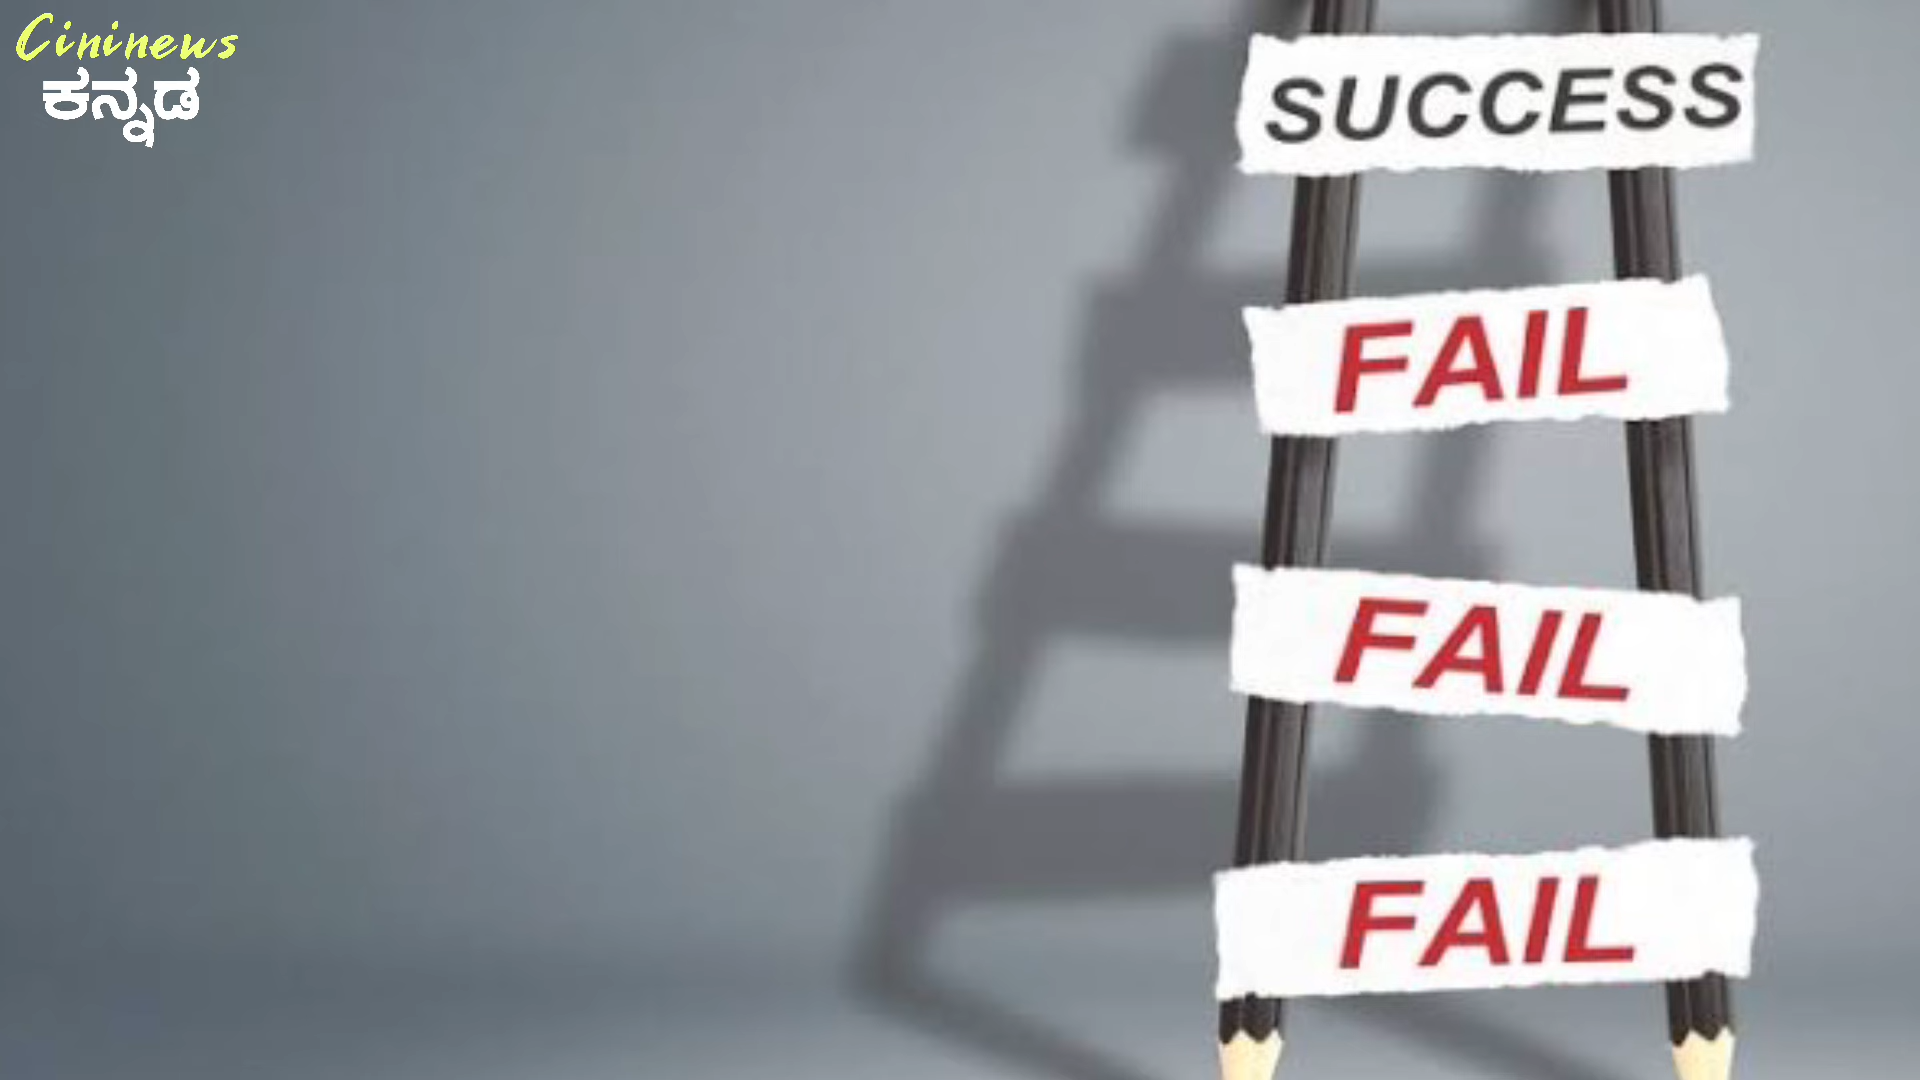 Cininews
ಕನ್ನಡ
SUCCESS
FAIL
FAIL
FAIL